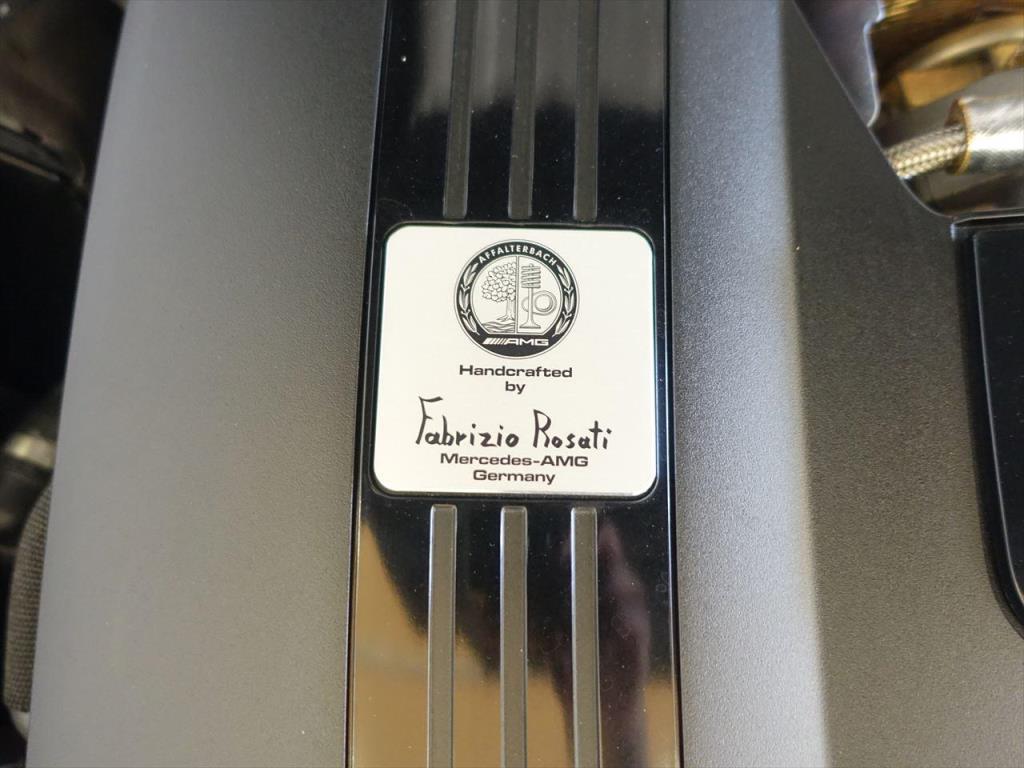 AFFALTERBACH
AMG
Handcrafted
by
Fabrizio Rosati
Mercedes-AMG
Germany